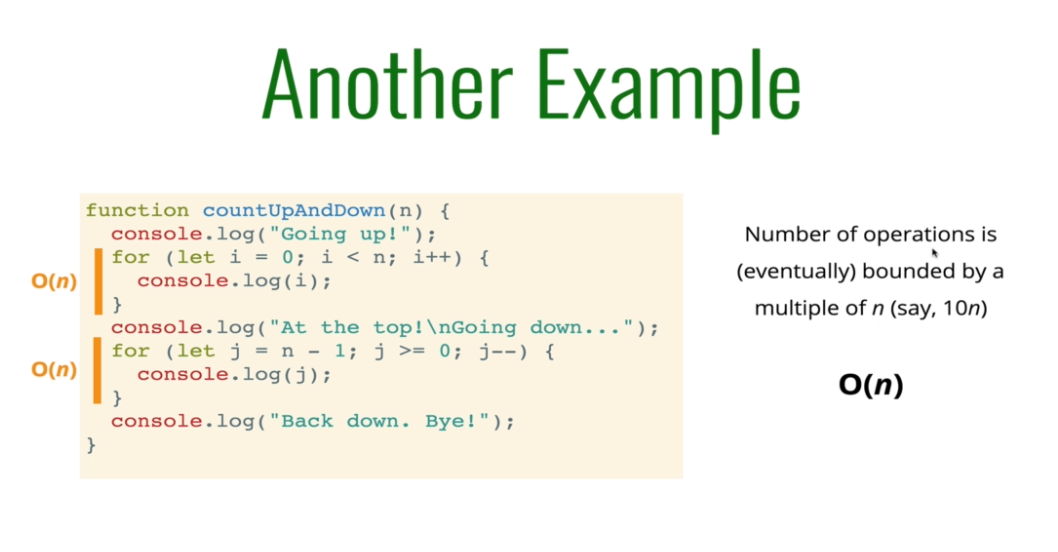 Another Example
function countUpAndDown(n) {
console.log("Going up!");
for (let i = 0; i < n; i++) {
console.log(i);
}
console.log("At the top!\nGoing down...");
for (let j = n - 1; j >= 0; j--) {
console.log(j);
}
console.log("Back down. Bye!");
}
O(n)
O(n)
Number of operations is
(eventually) bounded by a
multiple of n (say, 10n)
O(n)